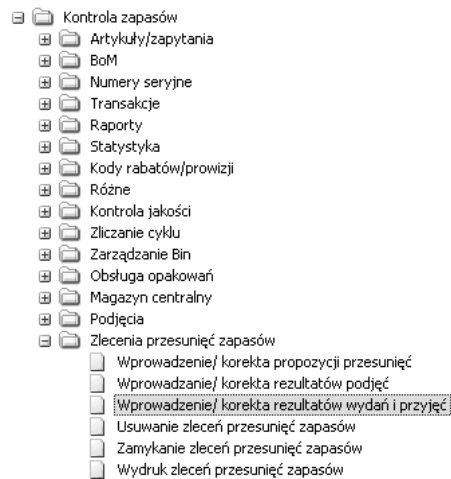 Kontrola zapasów
Artykuły/zapytania
BoM
Numery seryjne
Transakcje
Raporty
Statystyka
Kody rabatów/prowizji
Różne
Kontrola jakości
Zliczanie cyklu
Zarządzanie Bin
Obsługa opakowań
Magazyn centralny
Podjęcia
Zlecenia przesunięć zapasów
Wprowadzenie/ korekta propozycji przesunięć
Wprowadzanie/ korekta rezultatów podjęć
Wprowadzenie/ korekta rezultatów wydań i przyjęć
Usuwanie zleceń przesunięć zapasów
Zamykanie zleceń przesunięć zapasów
Wydruk zleceń przesunięć zapasów